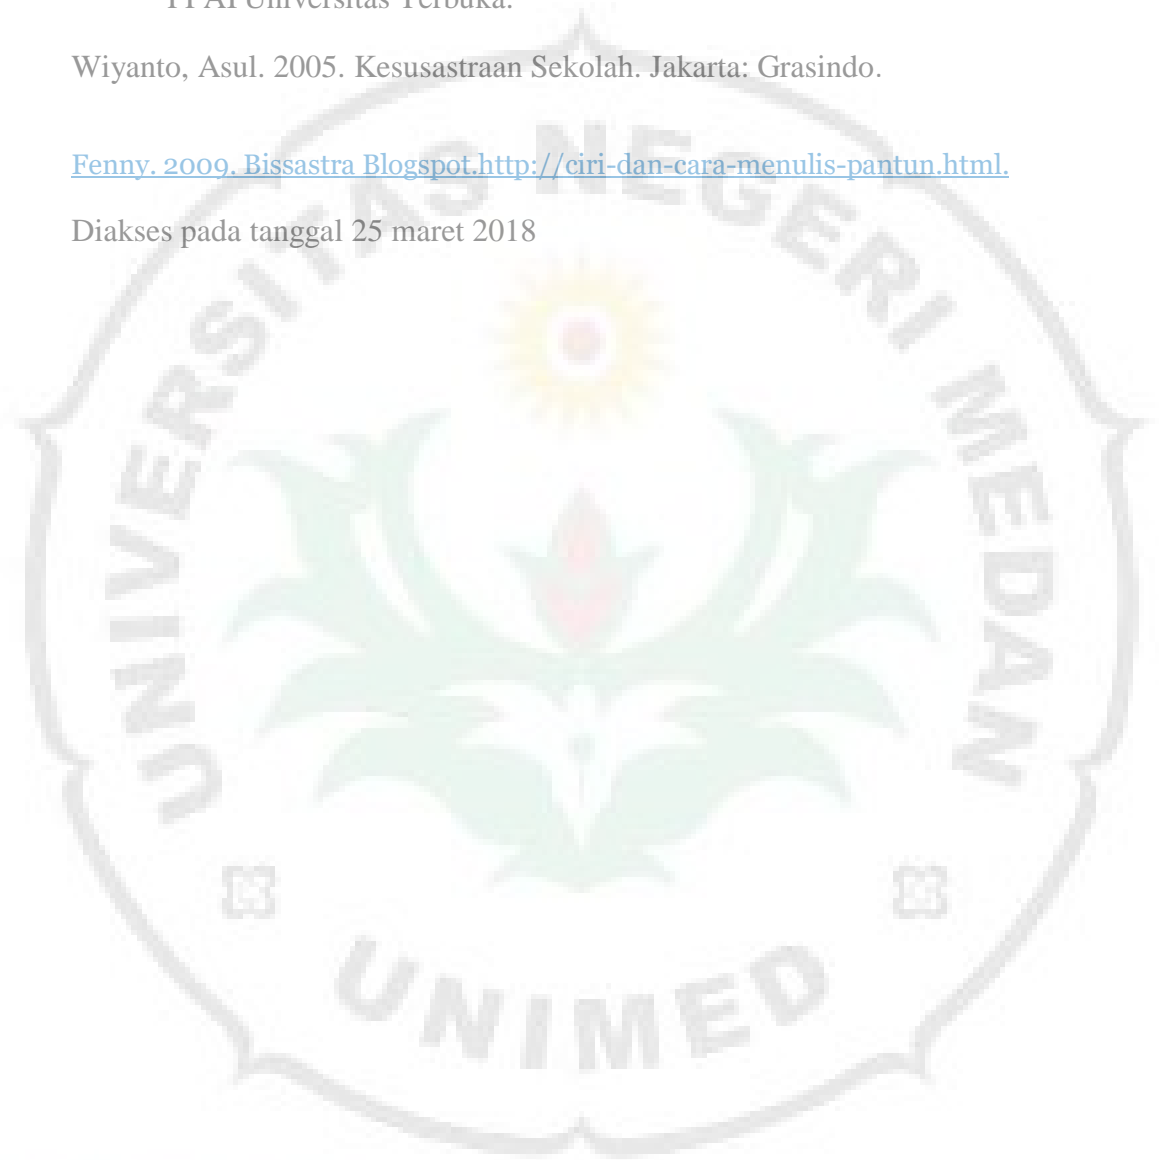 Universitas Terbuka.
Wiyanto, Asul. 2005. Kesusastraan Sekolah. Jakarta: Grasindo.
Fenny. 2009. Bissastra Blogspot.http://ciri-dan-cara-menulis-pantun.html.
Diakses pada tanggal 25 maret 2018
UNIVERSITAS NEGERI MEDAN
UNIMED